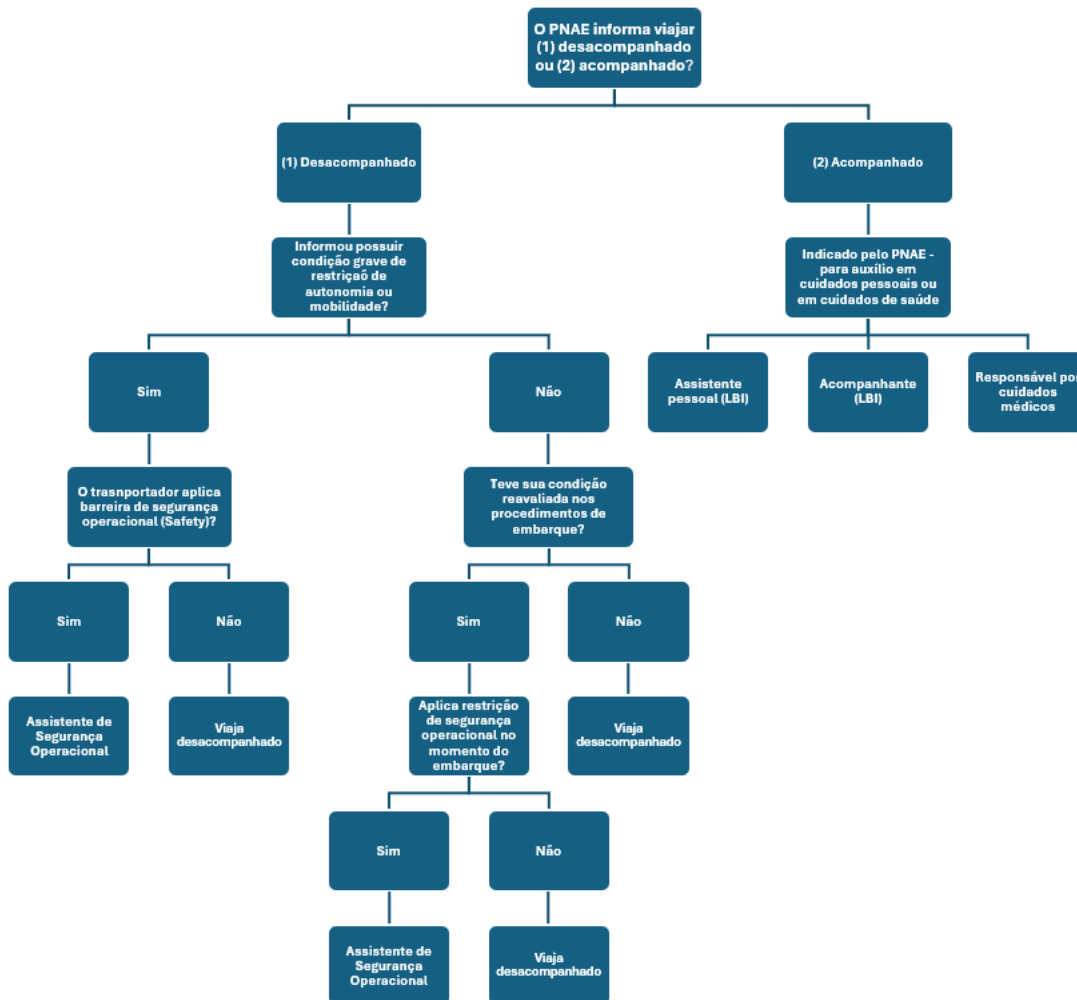 O PNAE informa viajar
(1) desacompanhado
ou (2) acompanhado?
(1) Desacompanhado
(2) Acompanhado
Informou possuir
condição grave de
restriçaõ de
autonomia ou
mobilidade?
Indicado pelo PNAE -
para auxílio em
cuidados pessoais ou
em cuidados de saúde
Sim
Não
Assistente
pessoal (LBI)
Acompanhante
(LBI)
Responsável por
cuidados
médicos
O trasnportador aplica
barreira de segurança
operacional (Safety)?
Teve sua condição
reavaliada nos
procedimentos de
embarque?
Sim
Não
Sim
Não
Assistente de
Segurança
Operacional
Viaja
desacompanhado
Aplica restrição
de segurança
operacional no
momento do
embarque?
Viaja
desacompanhado
Sim
Não
Assistente de
Segurança
Operacional
Viaja
desacompanhado